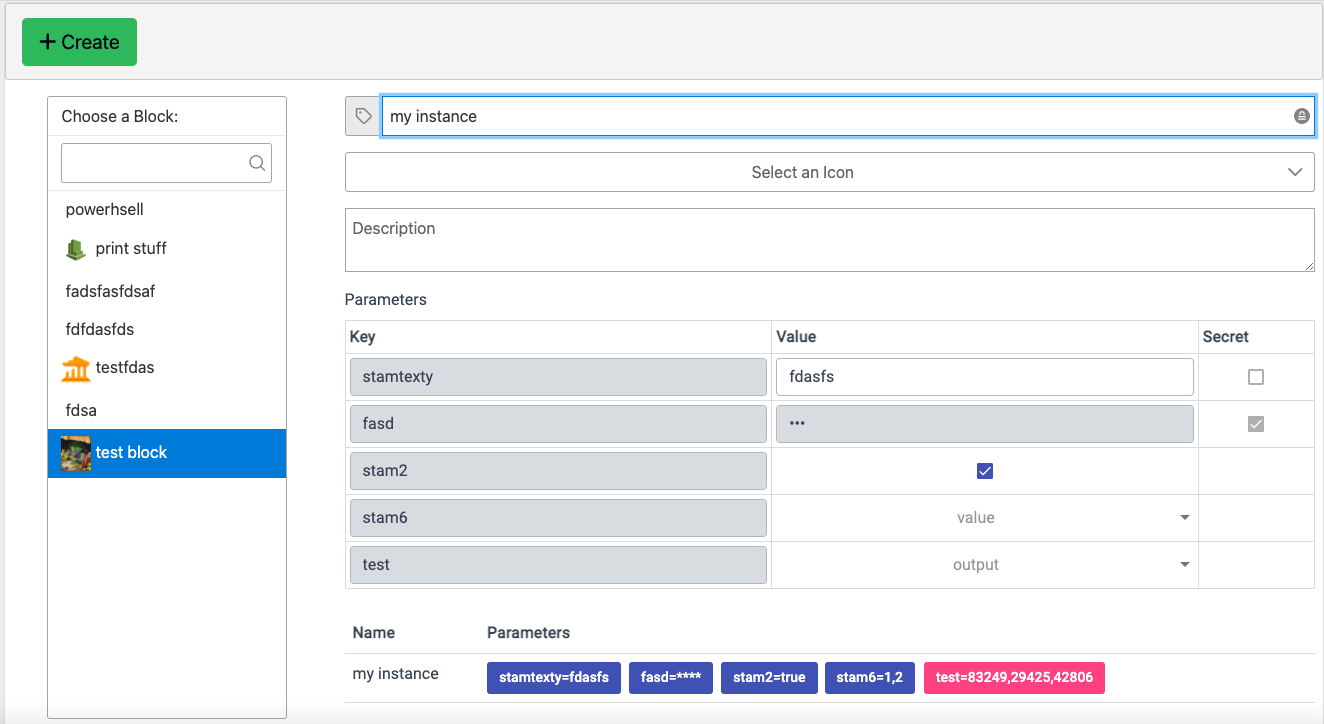 + Create
Choose a Block:
powerhsell
print stuff
fadsfasfdsaf
fdfdasfds
testfdas
fdsa
test block
my instance
Select an Icon
Description
Parameters
Key Value Secret
stamtexty fdasfs
fasd •••
stam2
stam6 value
test output
Name Parameters
my instance stamtexty=fdasfs fasd=**** stam2=true stam6=1,2 test=83249,29425,42806